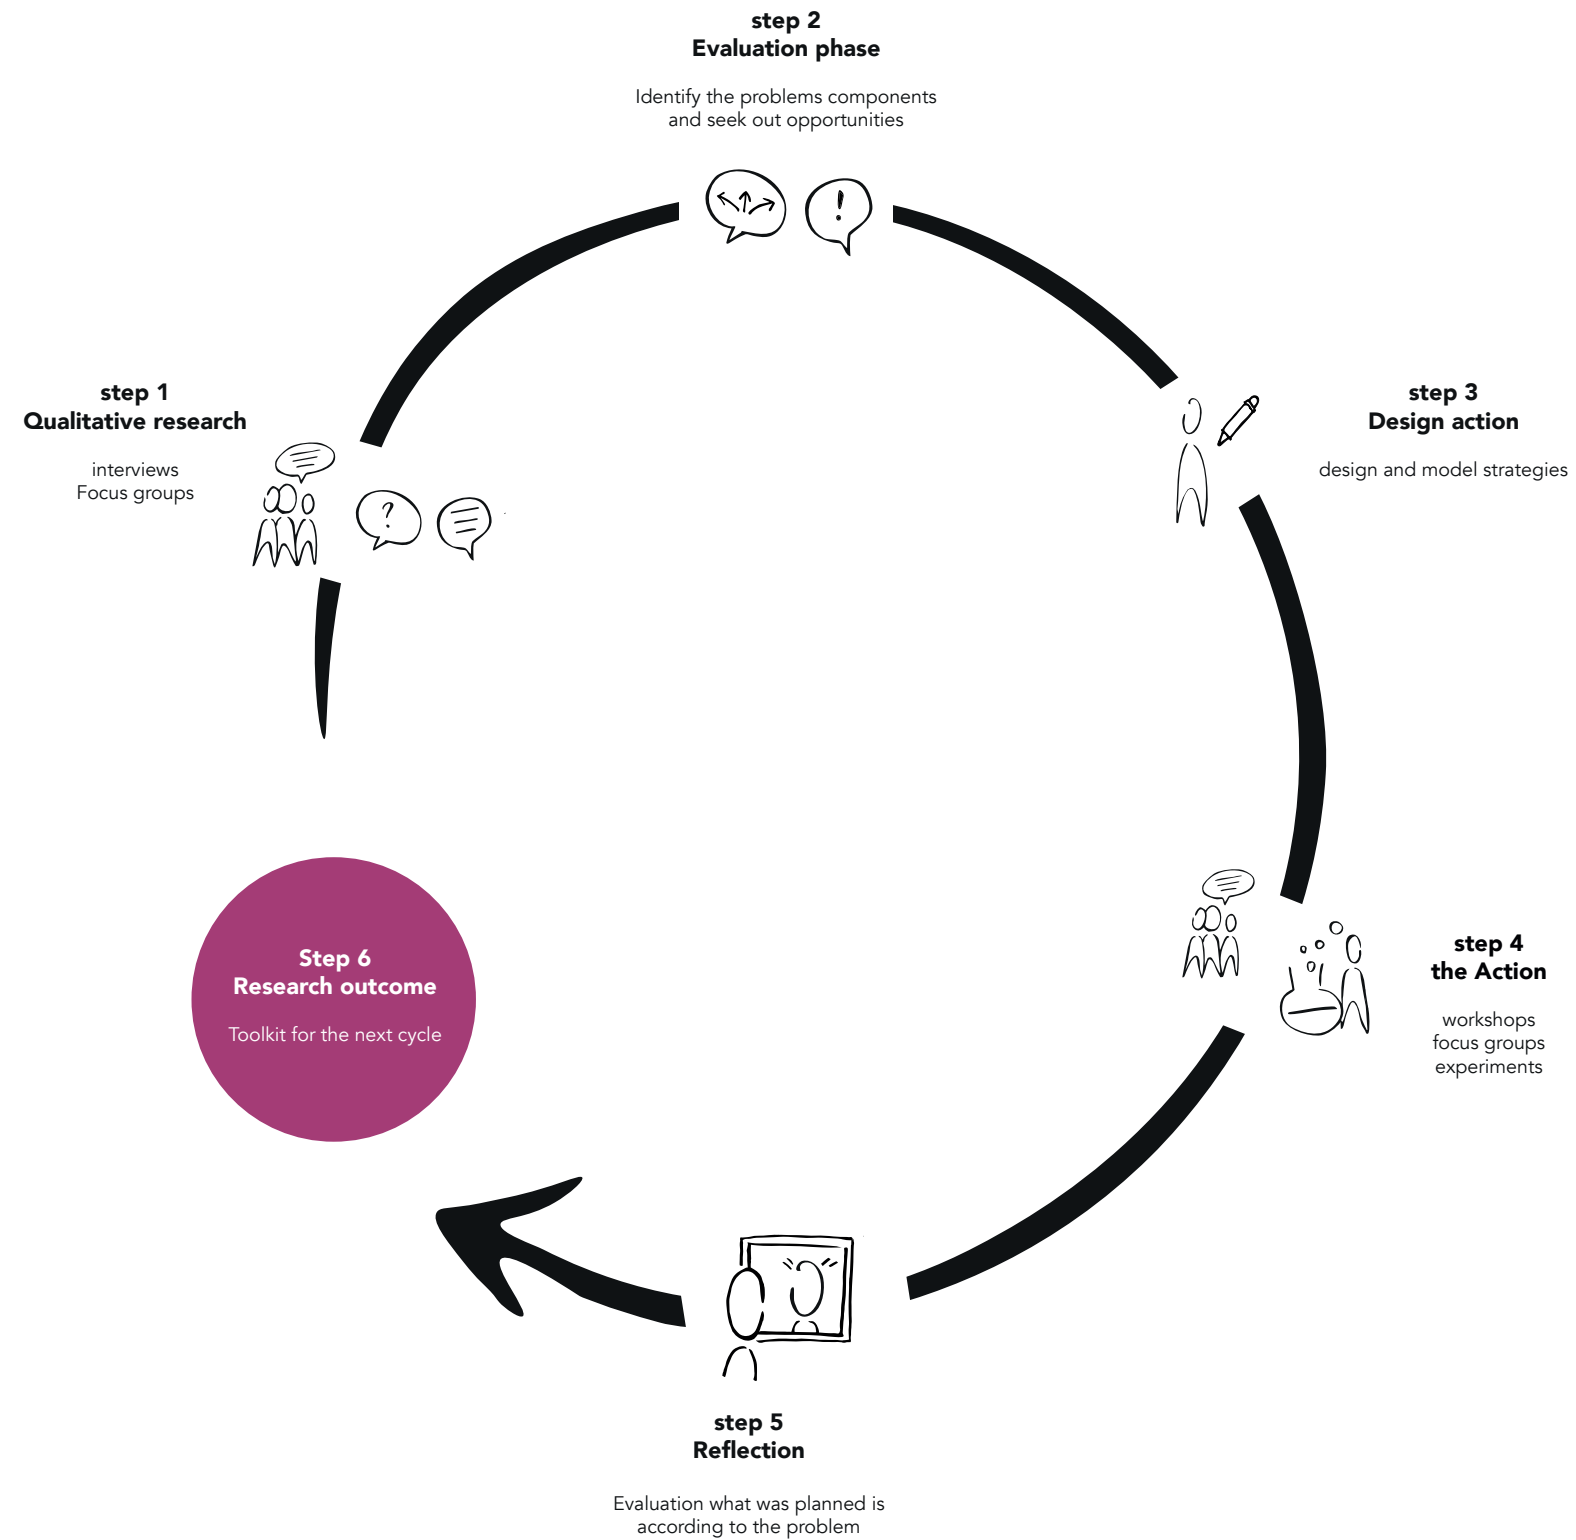 step 1
Qualitative research
interviews
Focus groups
step 2
Evaluation phase
Identify the problems components
and seek out opportunities
step 3
Design action
design and model strategies
step 4
the Action
workshops
focus groups
experiments
step 5
Reflection
Evaluation what was planned is
according to the problem
Step 6
Research outcome
Toolkit for the next cycle
?
!